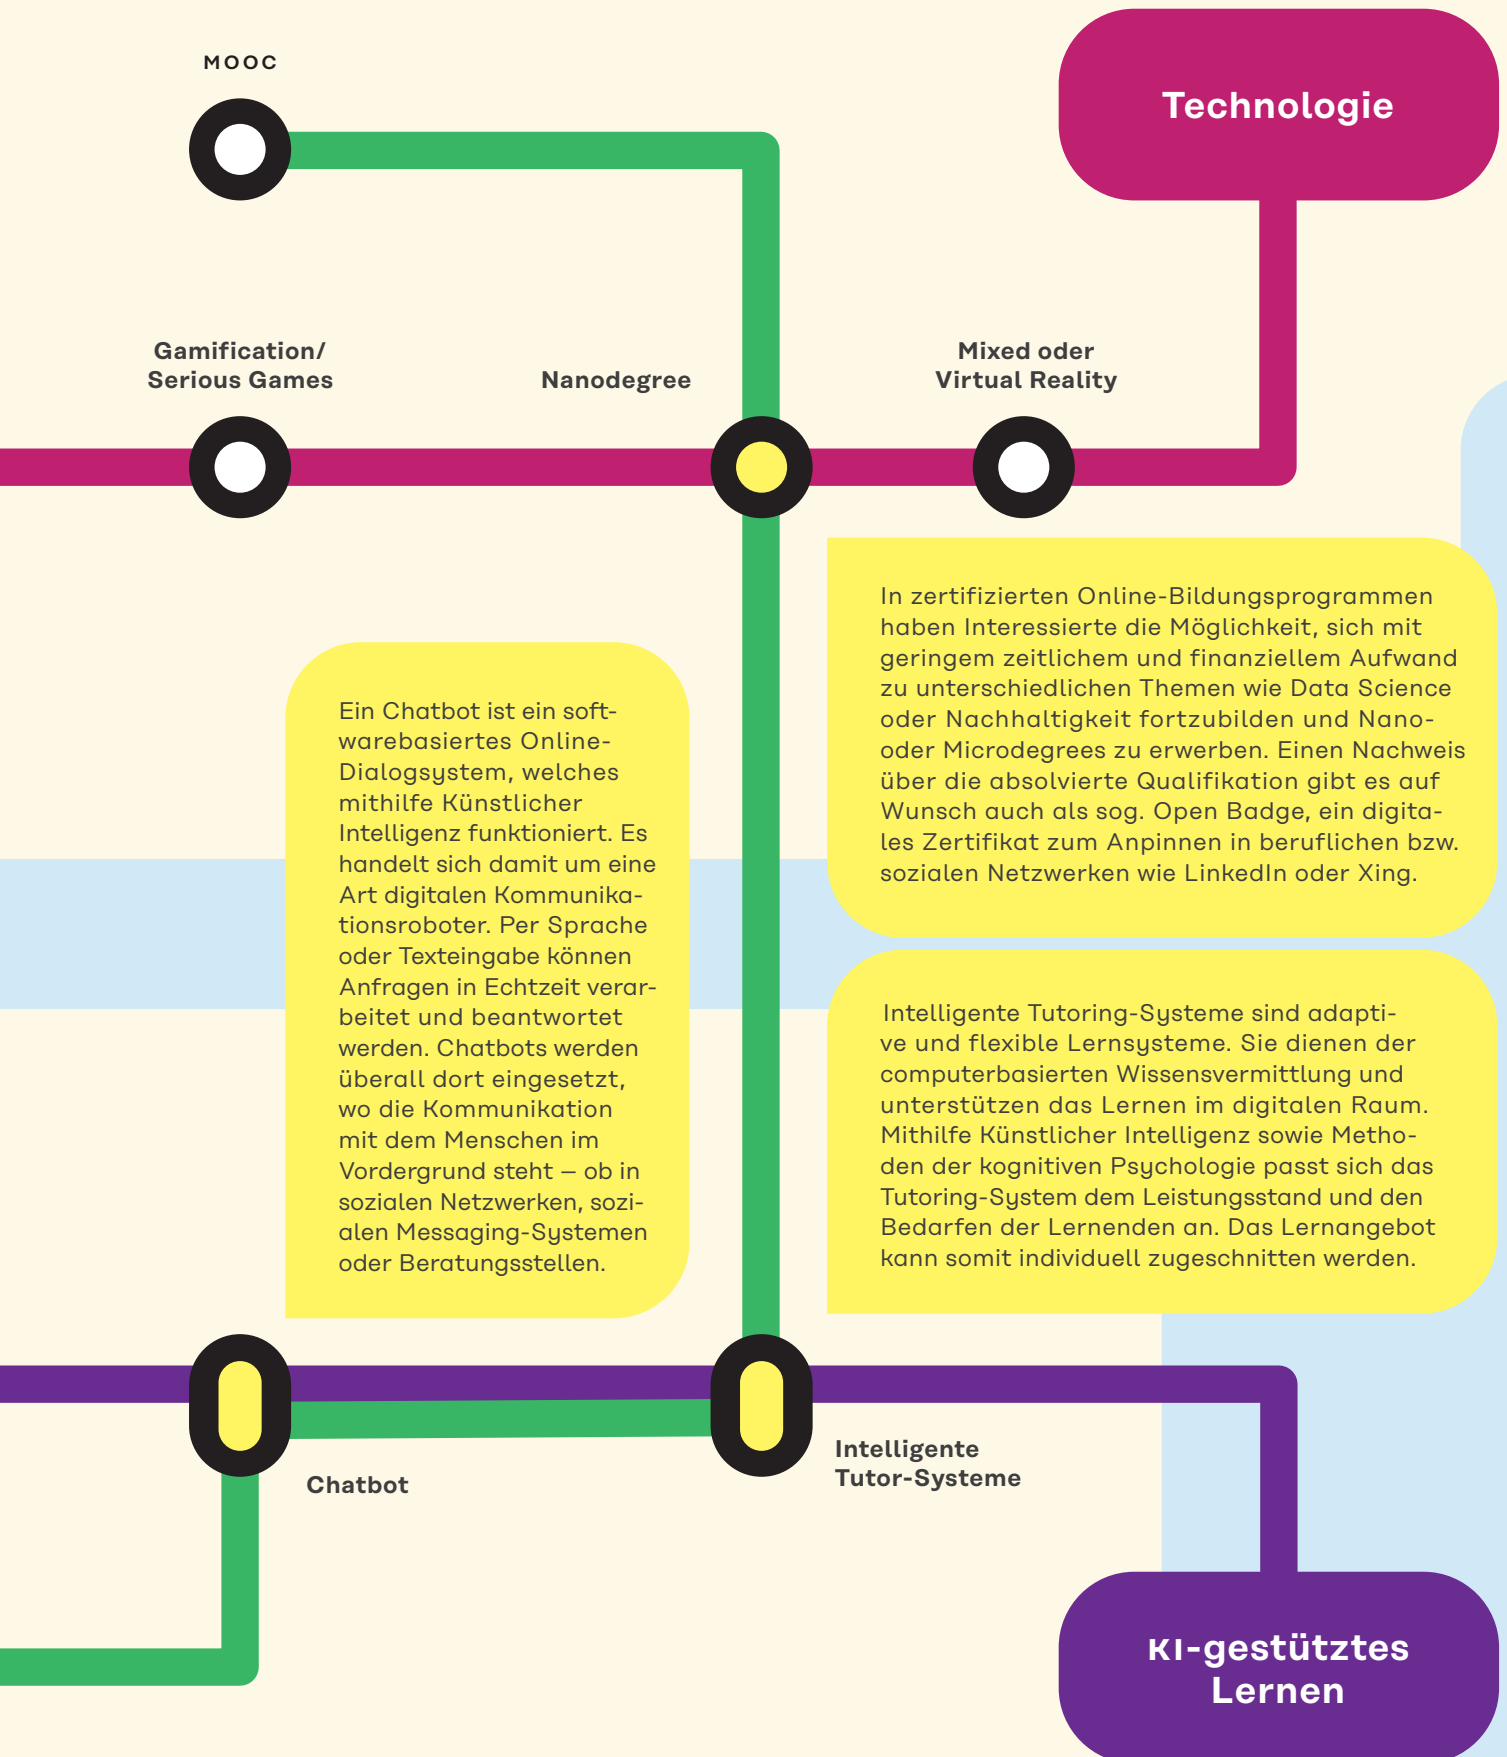 MOOC
Technologie
Gamification/
Serious Games
Nanodegree
Mixed oder
Virtual Reality
In zertifizierten Online-Bildungsprogrammen
haben Interessierte die Möglichkeit, sich mit
geringem zeitlichem und finanziellem Aufwand
zu unterschiedlichen Themen wie Data Science
oder Nachhaltigkeit fortzubilden und Nano-
oder Microdegrees zu erwerben. Einen Nachweis
über die absolvierte Qualifikation gibt es auf
Wunsch auch als sog. Open Badge, ein digita-
les Zertifikat zum Anpinnen in beruflichen bzw.
sozialen Netzwerken wie LinkedIn oder Xing.
Ein Chatbot ist ein soft-
warebasiertes Online-
Dialogsystem, welches
mithilfe Künstlicher
Intelligenz funktioniert. Es
handelt sich damit um eine
Art digitalen Kommunika-
tionsroboter. Per Sprache
oder Texteingabe können
Anfragen in Echtzeit verar-
beitet und beantwortet
werden. Chatbots werden
überall dort eingesetzt,
wo die Kommunikation
mit dem Menschen im
Vordergrund steht – ob in
sozialen Netzwerken, sozi-
alen Messaging-Systemen
oder Beratungsstellen.
Intelligente Tutoring-Systeme sind adapti-
ve und flexible Lernsysteme. Sie dienen der
computerbasierten Wissensvermittlung und
unterstützen das Lernen im digitalen Raum.
Mithilfe Künstlicher Intelligenz sowie Metho-
den der kognitiven Psychologie passt sich das
Tutoring-System dem Leistungsstand und den
Bedarfen der Lernenden an. Das Lernangebot
kann somit individuell zugeschnitten werden.
Chatbot
Intelligente
Tutor-Systeme
KI-gestütztes
Lernen